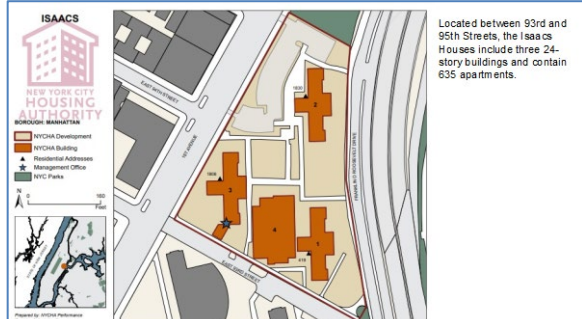 ISAACS
NEW YORK CITY
HOUSING
AUTHORITY
BOROUGH: MANHATTAN
NYCHA Development
NYCHA Building
Residential Addresses
Management Office
NYC Parks
N
0
160
Feet
Prepared by: NYCHA Performance
EAST 94TH STREET
1ST AVENUE
EAST 93RD STREET
FRANKLIN D ROOSEVELT DRIVE
1830
2
3
4
1
419
Located between 93rd and
95th Streets, the Isaacs
Houses include three 24-
story buildings and contain
635 apartments.